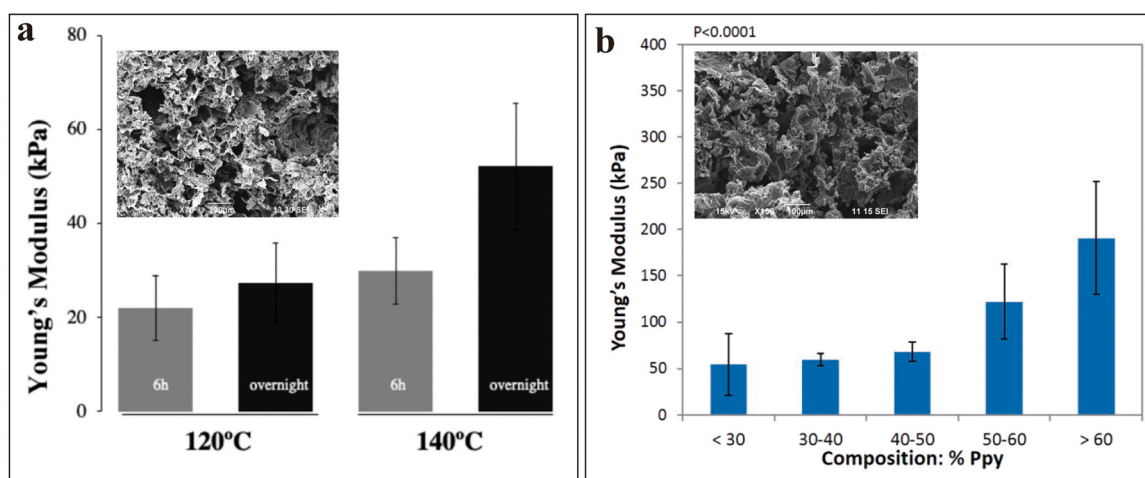 a
80
60
40
20
0
Young's Modulus (kPa)
6h
overnight
6h
overnight
120ºC
140ºC
b
P<0.0001
400
350
300
250
200
150
100
50
0
Young's Modulus (kPa)
15kV X150 100µm 11 15 SEI
< 30
30-40
40-50
50-60
> 60
Composition: % Ppy